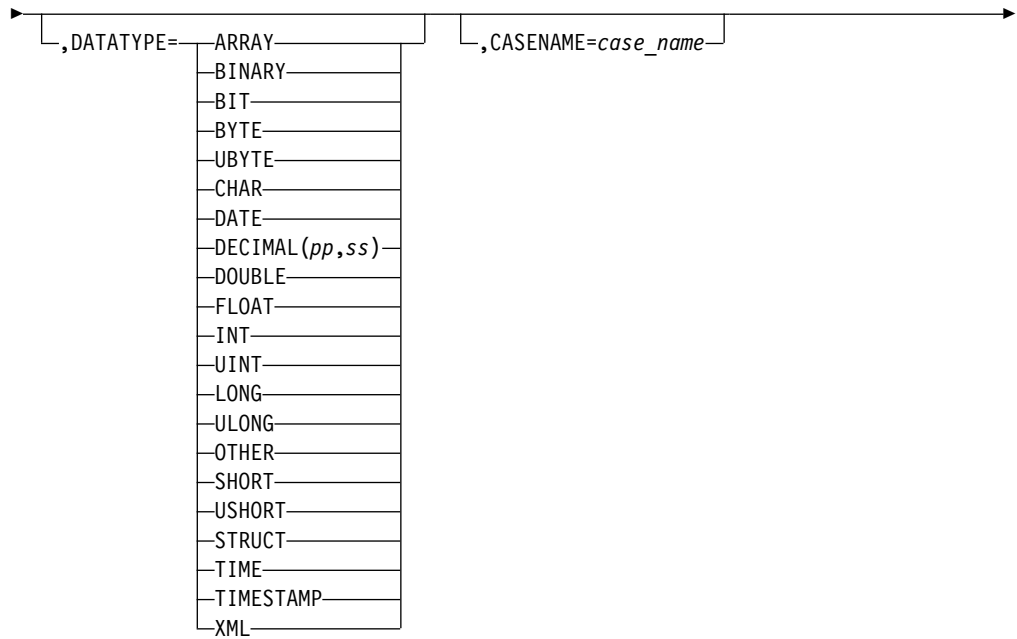 ,DATATYPE= ARRAY ,CASENAME=case_name
BINARY
BIT
BYTE
UBYTE
CHAR
DATE
DECIMAL(pp,ss)
DOUBLE
FLOAT
INT
UINT
LONG
ULONG
OTHER
SHORT
USHORT
STRUCT
TIME
TIMESTAMP
XML